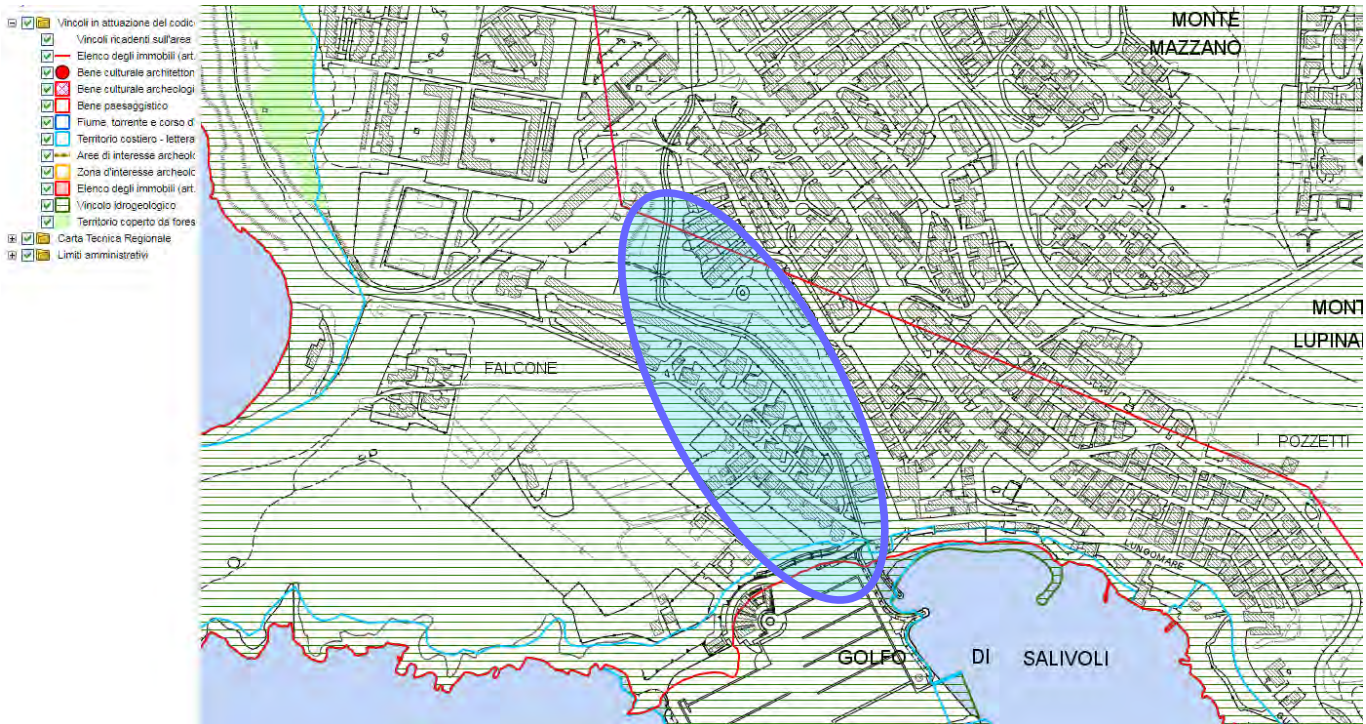 Vincoli in attuazione del codic
Vincoli ricadenti sull'area
Elenco degli immobili (art.
Bene culturale architetton
Bene culturale archeologi
Bene paesaggistico
Fiume, torrente e corso d'
Territorio costiero - lettera
Aree di interesse archeolo
Zona d'interesse archeolo
Elenco degli immobili (art.
Vincolo Idrogeologico
Territorio coperto da fores
Carta Tecnica Regionale
Limiti amministrativi
MONTE
MAZZANO
MONT
LUPINA
FALCONE
POZZETTI
LUNGOMARE
GOLFO DI SALIVOLI